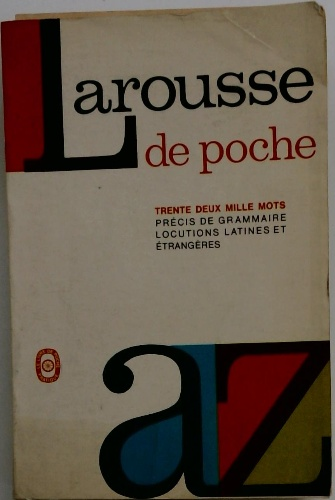 Larousse
de poche
TRENTE DEUX MILLE MOTS
PRÉCIS DE GRAMMAIRE
LOCUTIONS LATINES ET
ÉTRANGÈRES
az